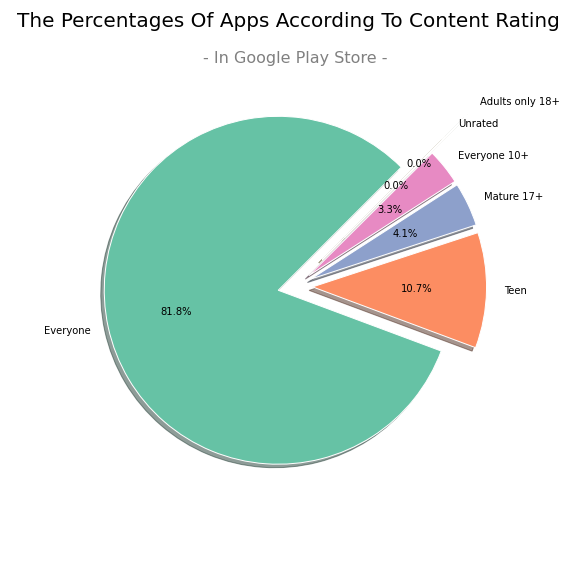 The Percentages Of Apps According To Content Rating
- In Google Play Store -
Adults only 18+
Unrated
Everyone 10+
0.0%
0.0%
Mature 17+
3.3%
4.1%
10.7%
Teen
81.8%
Everyone